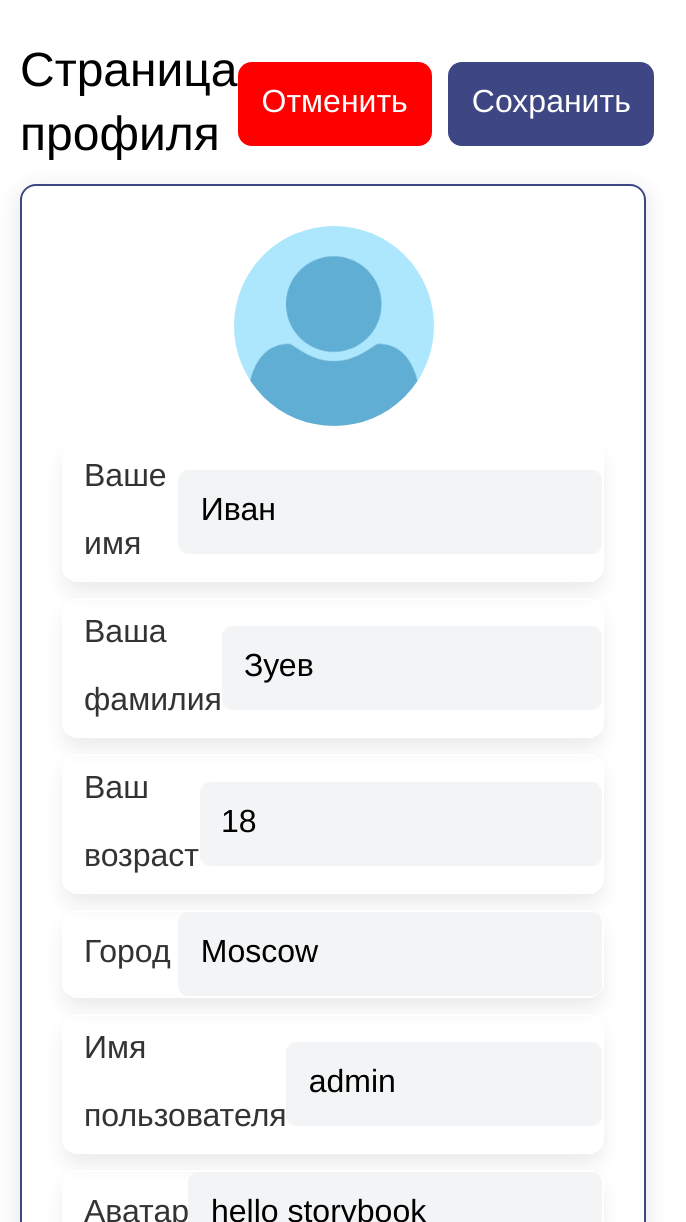 Страница
профиля
Отменить
Сохранить
Ваше
имя
Иван
Ваша
фамилия
Зуев
Ваш
возраст
18
Город
Moscow
Имя
пользователя
admin
Аватар
hello storybook